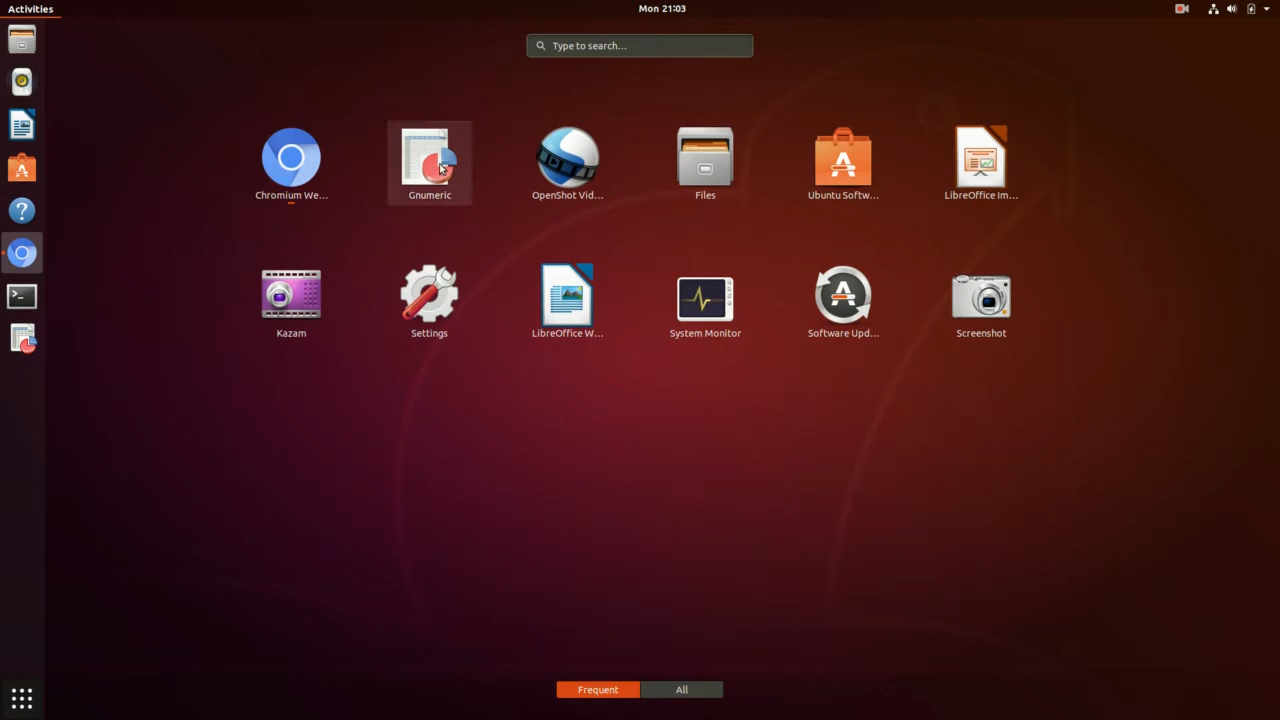 Activities
Mon 21:03
Type to search...
Chromium We...
Gnumeric
OpenShot Vid...
Files
Ubuntu Softw...
LibreOffice Im...
Kazam
Settings
LibreOffice W...
System Monitor
Software Upd...
Screenshot
Frequent
All